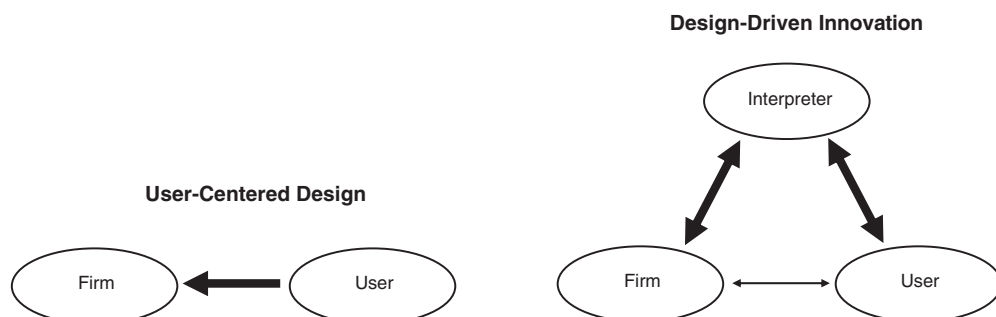 Design-Driven Innovation
Interpreter
User-Centered Design
Firm
User
Firm
User